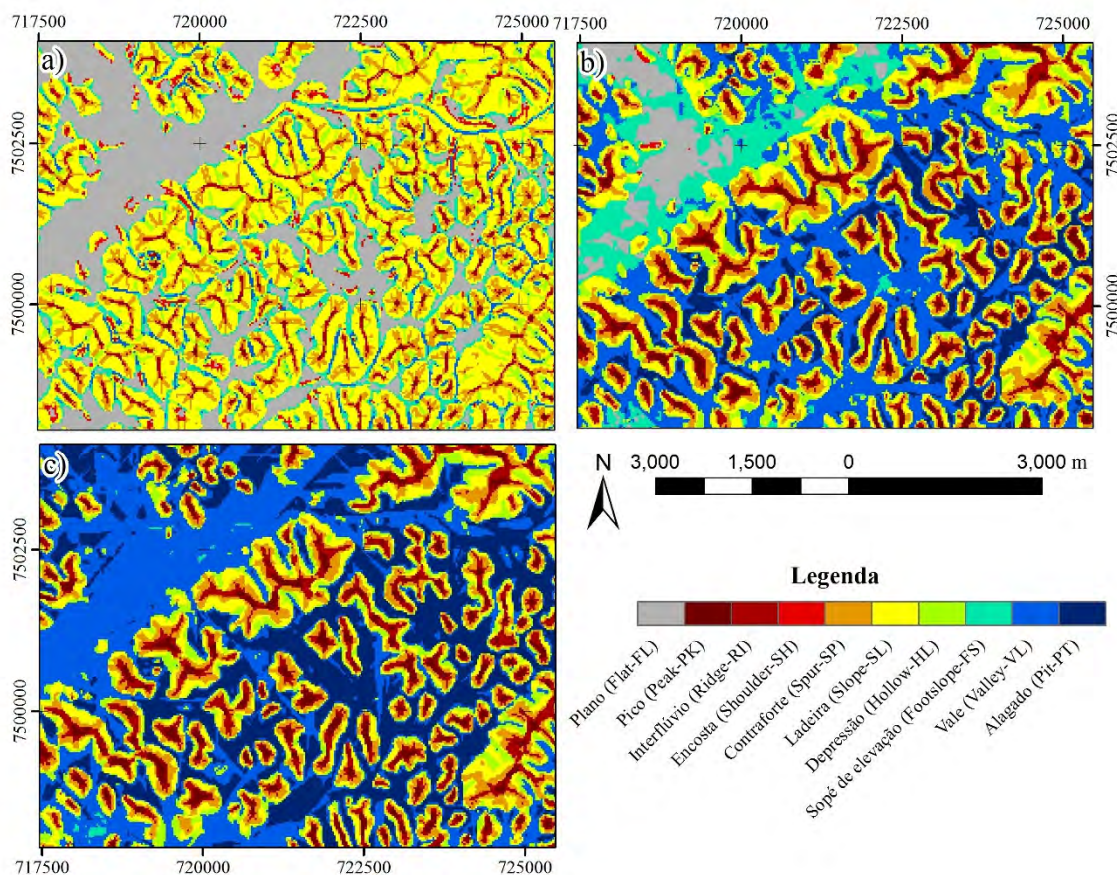 717500 720000 722500 725000
717500 720000 722500 725000
a)
b)
7502500
7500000
7502500
7500000
c)
7502500
7500000
717500 720000 722500 725000
N
3,000 1,500 0 3,000 m
Legenda
Plano (Flat-FL)
Pico (Peak-PK)
Interflúvio (Ridge-RI)
Encosta (Shoulder-SH)
Contraforte (Spur-SP)
Ladeira (Slope-SL)
Depressão (Hollow-HL)
Sopé de elevação (Footslope-FS)
Vale (Valley-VL)
Alagado (Pit-PT)